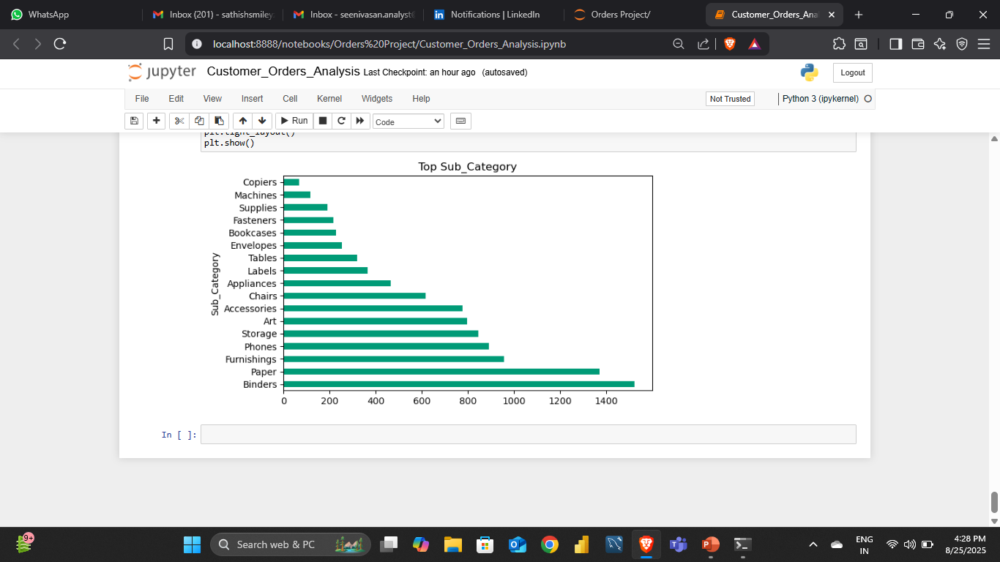 WhatsApp
Inbox (201) - sathishsmiley
Inbox - seenivasan.analyst
Notifications | LinkedIn
Orders Project/
Customer_Orders_Ana
localhost:8888/notebooks/Orders%20Project/Customer_Orders_Analysis.ipynb
jupyter Customer_Orders_Analysis Last Checkpoint: an hour ago (autosaved)
Logout
File Edit View Insert Cell Kernel Widgets Help
Not Trusted
Python 3 (ipykernel)
Run
Code
plt.tight_layout()
plt.show()
Top Sub_Category
Sub_Category
Copiers
Machines
Supplies
Fasteners
Bookcases
Envelopes
Tables
Labels
Appliances
Chairs
Accessories
Art
Storage
Phones
Furnishings
Paper
Binders
0 200 400 600 800 1000 1200 1400
In [ ]:
9+
Search web & PC
ENG
IN
4:28 PM
8/25/2025